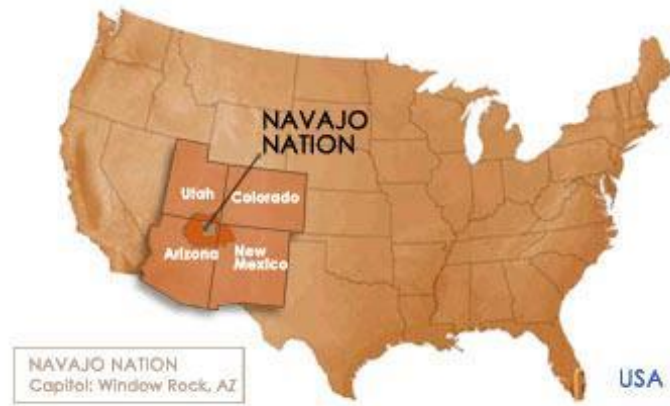 NAVAJO
NATION
Utah
Colorado
Arizona
New
Mexico
NAVAJO NATION
Capitol: Window Rock, AZ
USA